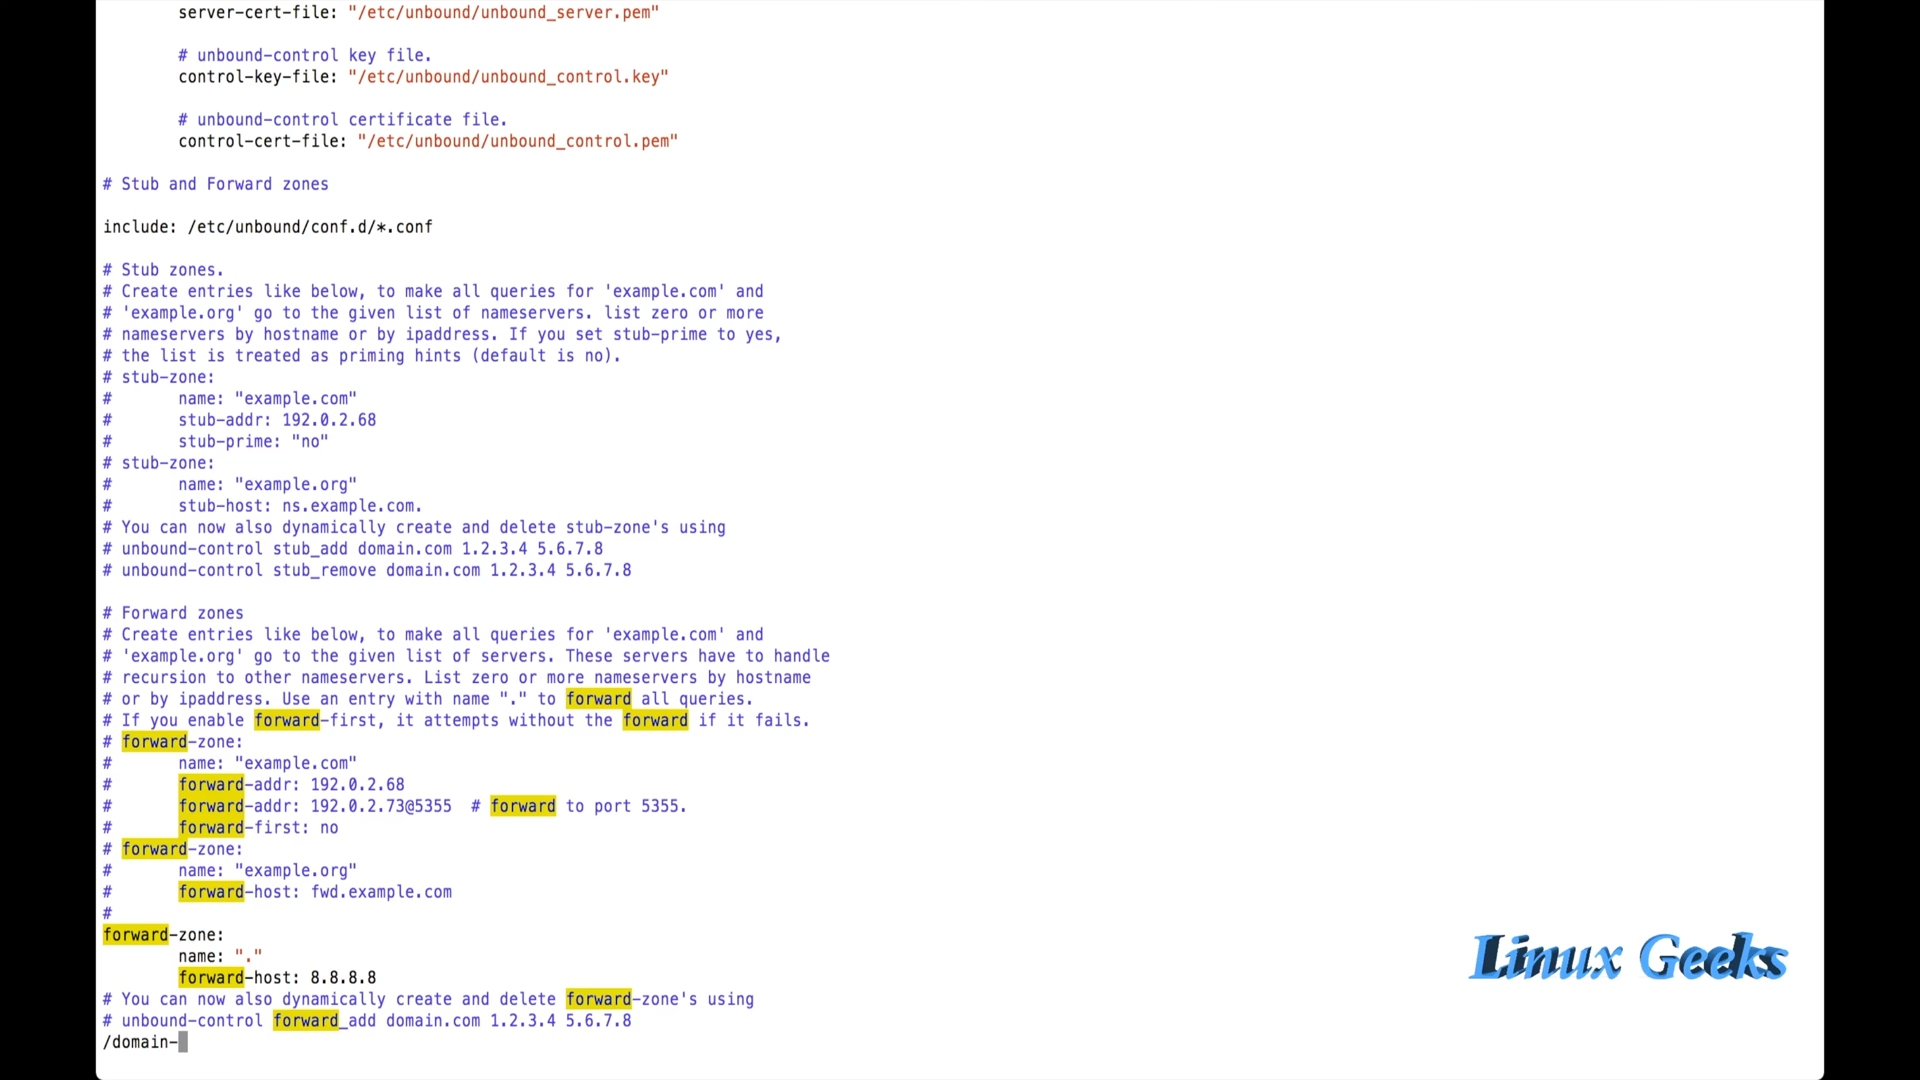 server-cert-file: "/etc/unbound/unbound_server.pem"
# unbound-control key file.
control-key-file: "/etc/unbound/unbound_control.key"
# unbound-control certificate file.
control-cert-file: "/etc/unbound/unbound_control.pem"
# Stub and Forward zones
include: /etc/unbound/conf.d/*.conf
# Stub zones.
# Create entries like below, to make all queries for 'example.com' and
# 'example.org' go to the given list of nameservers. list zero or more
# nameservers by hostname or by ipaddress. If you set stub-prime to yes,
# the list is treated as priming hints (default is no).
# stub-zone:
#       name: "example.com"
#       stub-addr: 192.0.2.68
#       stub-prime: "no"
# stub-zone:
#       name: "example.org"
#       stub-host: ns.example.com.
# You can now also dynamically create and delete stub-zone's using
# unbound-control stub_add domain.com 1.2.3.4 5.6.7.8
# unbound-control stub_remove domain.com 1.2.3.4 5.6.7.8
# Forward zones
# Create entries like below, to make all queries for 'example.com' and
# 'example.org' go to the given list of servers. These servers have to handle
# recursion to other nameservers. List zero or more nameservers by hostname
# or by ipaddress. Use an entry with name "." to forward all queries.
# If you enable forward-first, it attempts without the forward if it fails.
# forward-zone:
#       name: "example.com"
#       forward-addr: 192.0.2.68
#       forward-addr: 192.0.2.73@5355  # forward to port 5355.
#       forward-first: no
# forward-zone:
#       name: "example.org"
#       forward-host: fwd.example.com
#
forward-zone:
name: "."
forward-host: 8.8.8.8
# You can now also dynamically create and delete forward-zone's using
# unbound-control forward_add domain.com 1.2.3.4 5.6.7.8
/domain-
Linux Geeks